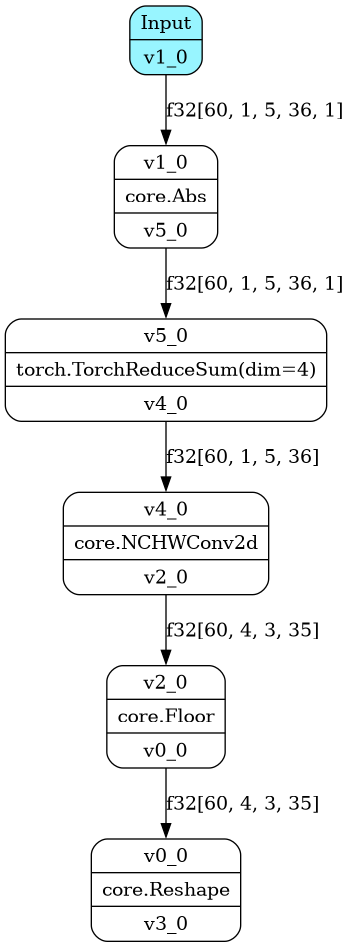 Input
v1_0
f32[60, 1, 5, 36, 1]
v1_0
core.Abs
v5_0
f32[60, 1, 5, 36, 1]
v5_0
torch.TorchReduceSum(dim=4)
v4_0
f32[60, 1, 5, 36]
v4_0
core.NCHWConv2d
v2_0
f32[60, 4, 3, 35]
v2_0
core.Floor
v0_0
f32[60, 4, 3, 35]
v0_0
core.Reshape
v3_0